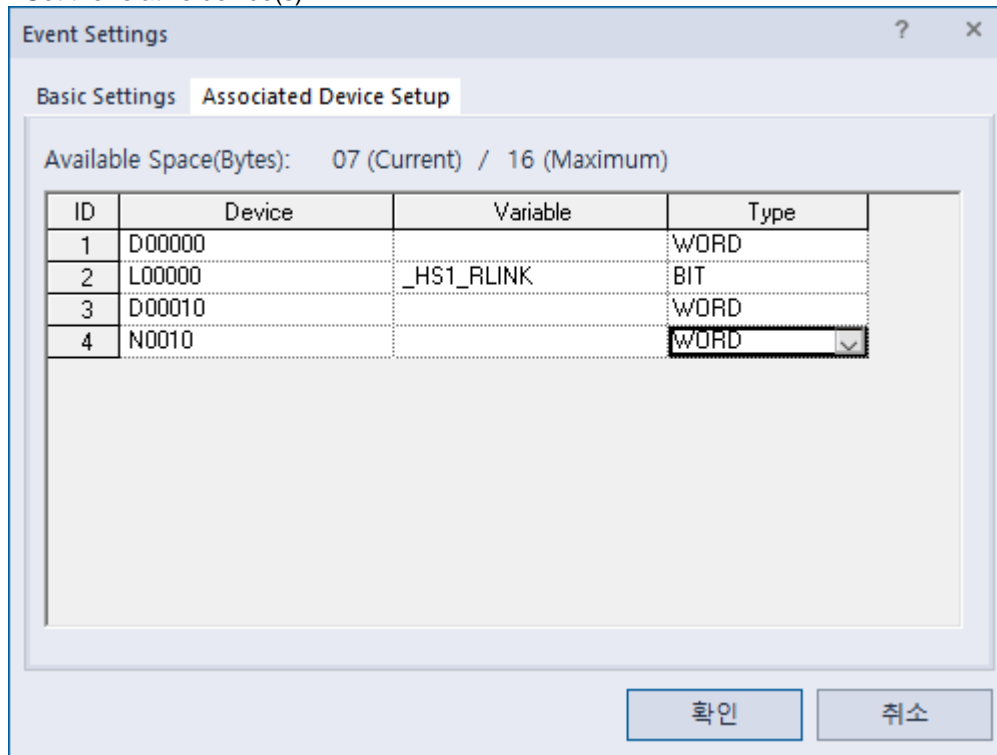 Event Settings ? ×
Basic Settings Associated Device Setup
Available Space(Bytes): 07 (Current) / 16 (Maximum)
ID Device Variable Type
1 D00000 WORD
2 L00000 _HS1_RLINK BIT
3 D00010 WORD
4 N0010 WORD
확인 취소